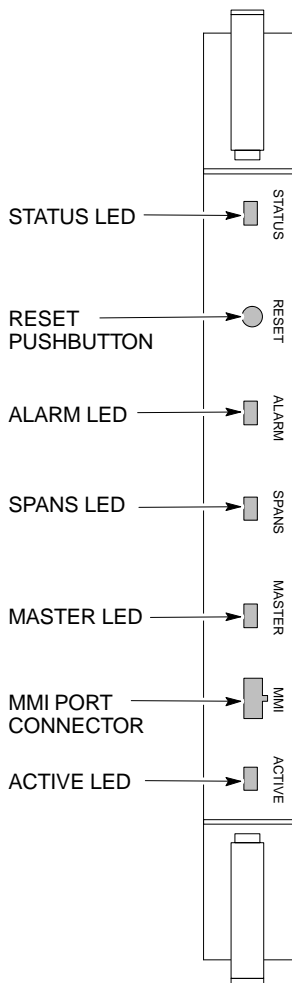 STATUS LED
STATUS
RESET
PUSHBUTTON
RESET
ALARM LED
ALARM
SPANS LED
SPANS
MASTER LED
MASTER
MMI PORT
CONNECTOR
MMI
ACTIVE LED
ACTIVE